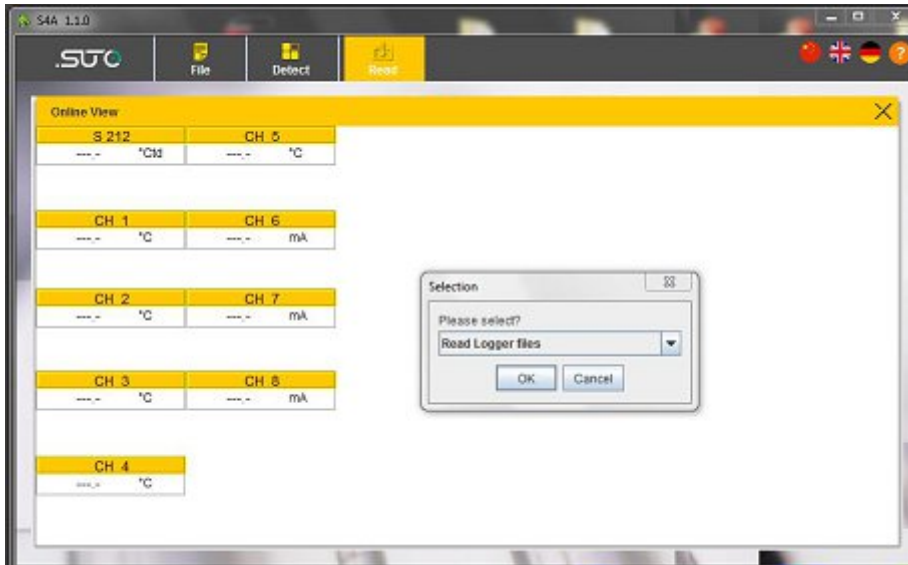 S4A 1.1.0
.SUTO
File
Detect
Read
?
Online View
S 212 CH 5
---.- °Ctd ---.- °C
CH 1 CH 6
---.- °C ---.- mA
CH 2 CH 7
---.- °C ---.- mA
CH 3 CH 8
---.- °C ---.- mA
CH 4
---.- °C
Selection
Please select?
Read Logger files
OK Cancel